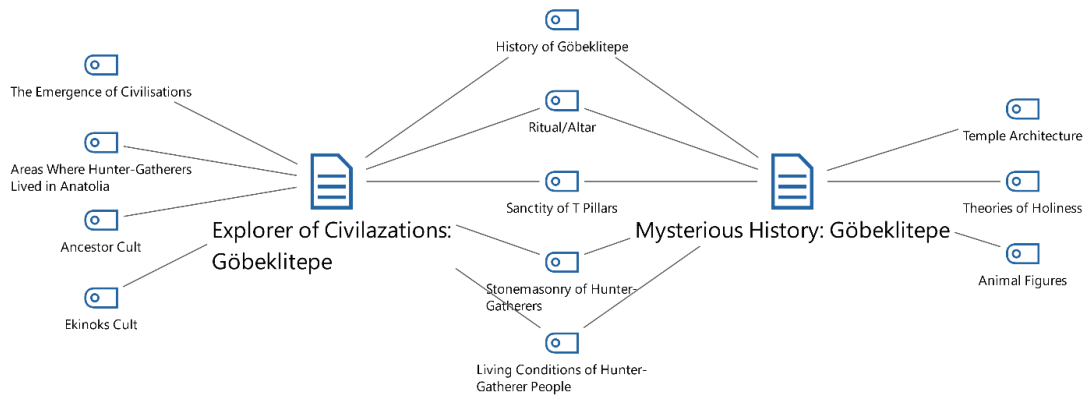 History of Göbeklitepe
The Emergence of Civilisations
Ritual/Altar
Temple Architecture
Areas Where Hunter-Gatherers
Lived in Anatolia
Sanctity of T Pillars
Theories of Holiness
Explorer of Civilazations:
Göbeklitepe
Mysterious History: Göbeklitepe
Ancestor Cult
Stonemasonry of Hunter-
Gatherers
Animal Figures
Ekinoks Cult
Living Conditions of Hunter-
Gatherer People